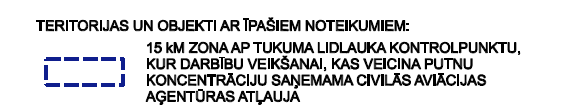 TERITORIJAS UN OBJEKTI AR ĪPAŠIEM NOTEIKUMIEM:
15 kM ZONA AP TUKUMA LIDLAUKA KONTROLPUNKTU,
KUR DARBĪBU VEIKŠANAI, KAS VEICINA PUTNU
KONCENTRĀCIJU SAŅEMAMA CIVILĀS AVIĀCIJAS
AĢENTŪRAS ATĻAUJA